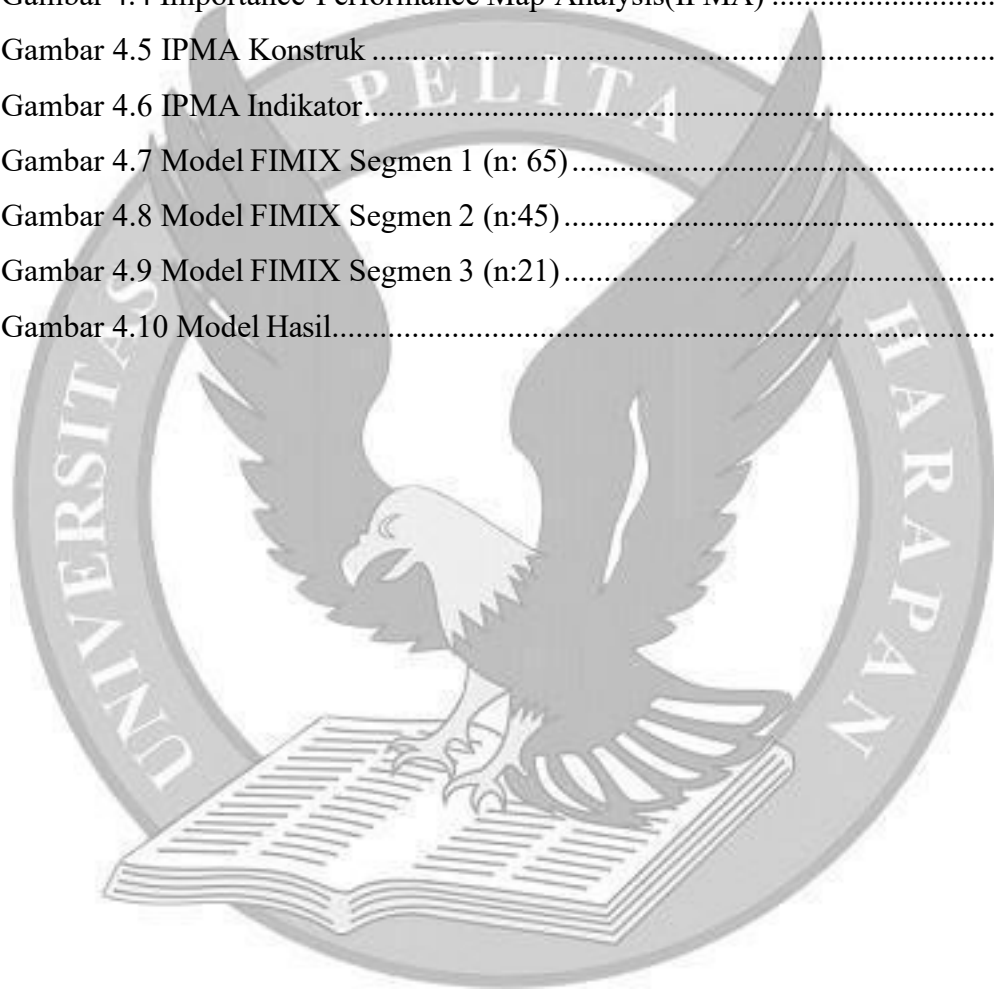 Gambar 4.4 Importance-Performance Map Analysis(IPMA)
Gambar 4.5 IPMA Konstruk
Gambar 4.6 IPMA Indikator
Gambar 4.7 Model FIMIX Segmen 1 (n: 65)
Gambar 4.8 Model FIMIX Segmen 2 (n:45)
Gambar 4.9 Model FIMIX Segmen 3 (n:21)
Gambar 4.10 Model Hasil
UNIVERSITAS PELITA HARAPAN